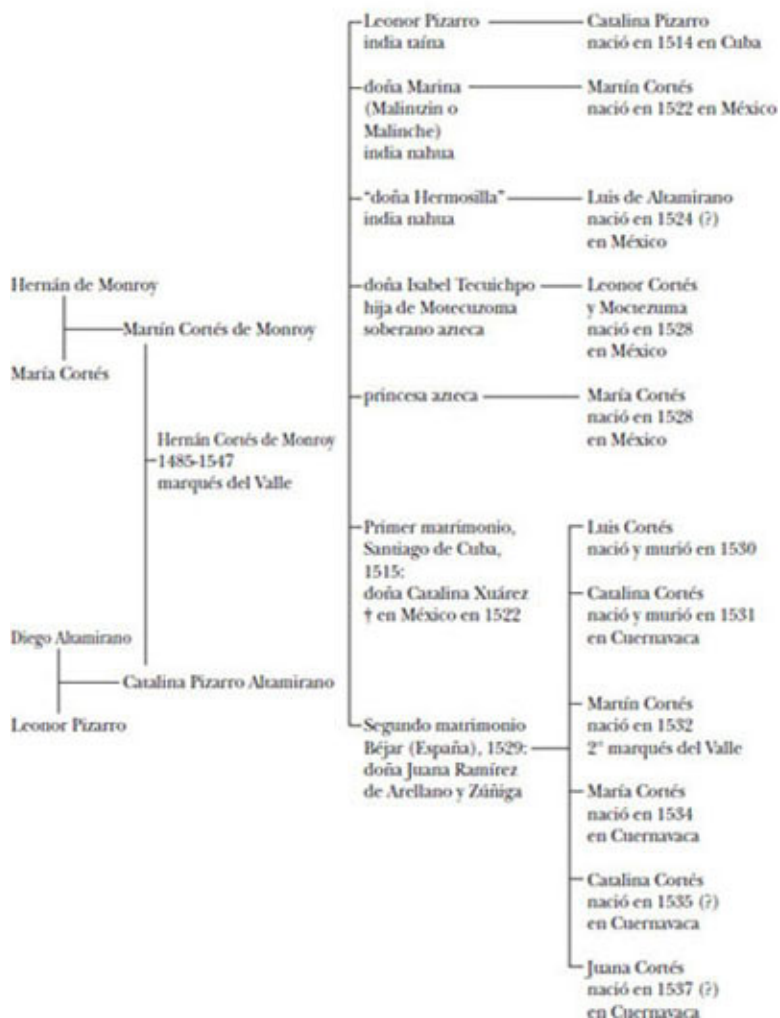 Hernán de Monroy
María Cortés
Martín Cortés de Monroy
Hernán Cortés de Monroy
1485-1547
marqués del Valle
Diego Altamirano
Leonor Pizarro
Catalina Pizarro Altamirano
Leonor Pizarro
india taína
Catalina Pizarro
nació en 1514 en Cuba
doña Marina
(Malintzin o
Malinche)
india nahua
Martín Cortés
nació en 1522 en México
“doña Hermosilla”
india nahua
Luis de Altamirano
nació en 1524 (?)
en México
doña Isabel Tecuichpo
hija de Motecuzoma
soberano azteca
Leonor Cortés
y Moctezuma
nació en 1528
en México
princesa azteca
María Cortés
nació en 1528
en México
Primer matrimonio,
Santiago de Cuba,
1515:
doña Catalina Xuárez
† en México en 1522
Segundo matrimonio
Béjar (España), 1529:
doña Juana Ramírez
de Arellano y Zúñiga
Luis Cortés
nació y murió en 1530
Catalina Cortés
nació y murió en 1531
en Cuernavaca
Martín Cortés
nació en 1532
2° marqués del Valle
María Cortés
nació en 1534
en Cuernavaca
Catalina Cortés
nació en 1535 (?)
en Cuernavaca
Juana Cortés
nació en 1537 (?)
en Cuernavaca